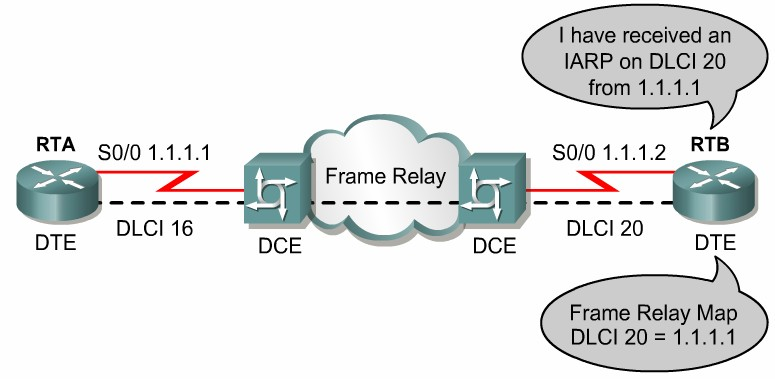 I have received an
IARP on DLCI 20
from 1.1.1.1
RTA
S0/0 1.1.1.1
Frame Relay
S0/0 1.1.1.2
RTB
DLCI 16
DLCI 20
DTE
DCE
DCE
DTE
Frame Relay Map
DLCI 20 = 1.1.1.1